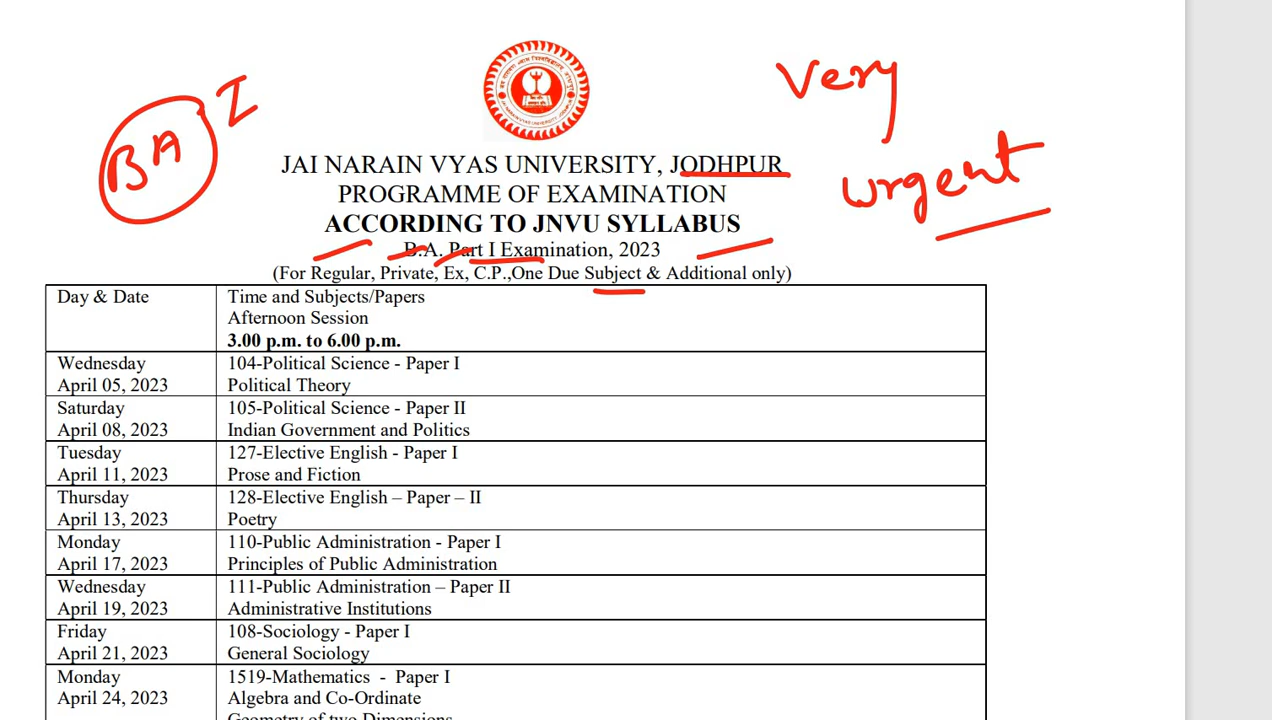 BA I
Very
urgent
JAI NARAIN VYAS UNIVERSITY, JODHPUR
PROGRAMME OF EXAMINATION
ACCORDING TO JNVU SYLLABUS
B.A. Part I Examination, 2023
(For Regular, Private, Ex, C.P.,One Due Subject & Additional only)
Day & Date
Time and Subjects/Papers
Afternoon Session
3.00 p.m. to 6.00 p.m.
Wednesday
April 05, 2023
104-Political Science - Paper I
Political Theory
Saturday
April 08, 2023
105-Political Science - Paper II
Indian Government and Politics
Tuesday
April 11, 2023
127-Elective English - Paper I
Prose and Fiction
Thursday
April 13, 2023
128-Elective English – Paper – II
Poetry
Monday
April 17, 2023
110-Public Administration - Paper I
Principles of Public Administration
Wednesday
April 19, 2023
111-Public Administration – Paper II
Administrative Institutions
Friday
April 21, 2023
108-Sociology - Paper I
General Sociology
Monday
April 24, 2023
1519-Mathematics - Paper I
Algebra and Co-Ordinate
Geometry of two Dimensions